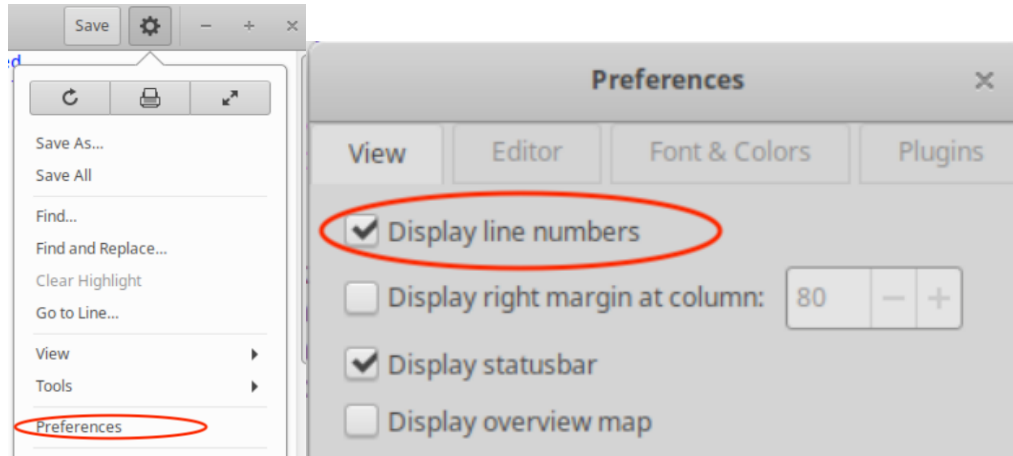 Save
Save As...
Save All
Find...
Find and Replace...
Clear Highlight
Go to Line...
View
Tools
Preferences
Preferences
View Editor Font & Colors Plugins
Display line numbers
Display right margin at column: 80
Display statusbar
Display overview map